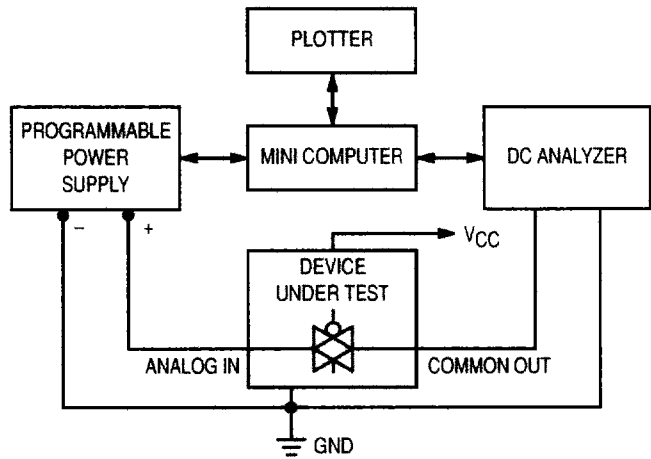 PLOTTER
PROGRAMMABLE
POWER
SUPPLY
MINI COMPUTER
DC ANALYZER
– +
VCC
DEVICE
UNDER TEST
ANALOG IN
COMMON OUT
GND